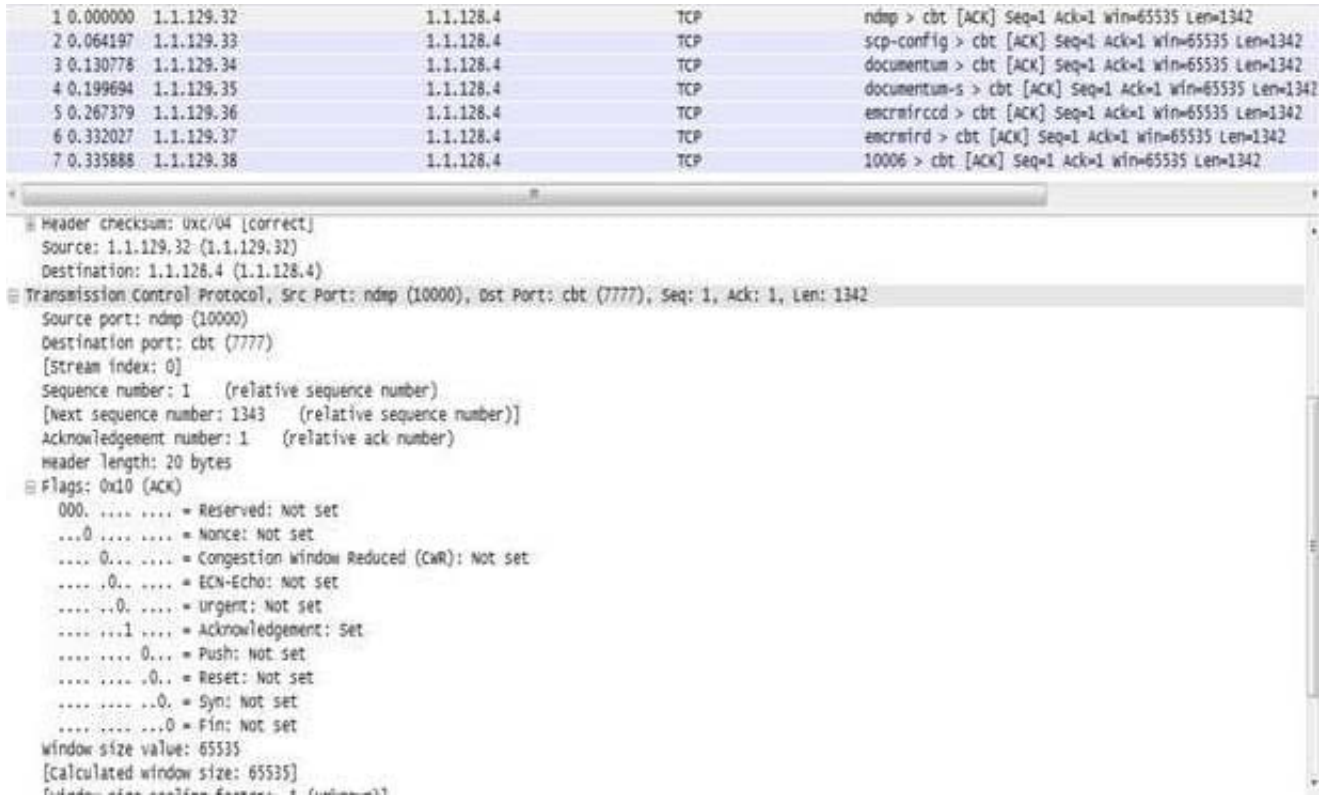 1 0.000000 1.1.129.32 1.1.128.4 TCP ndmp > cbt [ACK] Seq=1 Ack=1 Win=65535 Len=1342
2 0.064197 1.1.129.33 1.1.128.4 TCP scp-config > cbt [ACK] Seq=1 Ack=1 Win=65535 Len=1342
3 0.130778 1.1.129.34 1.1.128.4 TCP documentum > cbt [ACK] Seq=1 Ack=1 Win=65535 Len=1342
4 0.199694 1.1.129.35 1.1.128.4 TCP documentum-s > cbt [ACK] Seq=1 Ack=1 Win=65535 Len=1342
5 0.267379 1.1.129.36 1.1.128.4 TCP emcrmirccd > cbt [ACK] Seq=1 Ack=1 Win=65535 Len=1342
6 0.332027 1.1.129.37 1.1.128.4 TCP emcrmird > cbt [ACK] Seq=1 Ack=1 Win=65535 Len=1342
7 0.335888 1.1.129.38 1.1.128.4 TCP 10006 > cbt [ACK] Seq=1 Ack=1 Win=65535 Len=1342
Header checksum: 0xc704 [correct]
Source: 1.1.129.32 (1.1.129.32)
Destination: 1.1.128.4 (1.1.128.4)
Transmission Control Protocol, Src Port: ndmp (10000), Dst Port: cbt (7777), Seq: 1, Ack: 1, Len: 1342
Source port: ndmp (10000)
Destination port: cbt (7777)
[Stream index: 0]
Sequence number: 1 (relative sequence number)
[Next sequence number: 1343 (relative sequence number)]
Acknowledgement number: 1 (relative ack number)
Header length: 20 bytes
Flags: 0x10 (ACK)
000. .... .... = Reserved: Not set
...0 .... .... = Nonce: Not set
.... 0... .... = Congestion Window Reduced (CWR): Not set
.... .0.. .... = ECN-Echo: Not set
.... ..0. .... = Urgent: Not set
.... ...1 .... = Acknowledgement: Set
.... .... 0... = Push: Not set
.... .... .0.. = Reset: Not set
.... .... ..0. = Syn: Not set
.... .... ...0 = Fin: Not set
Window size value: 65535
[Calculated window size: 65535]
[Window size scaling factor: -1 (unknown)]